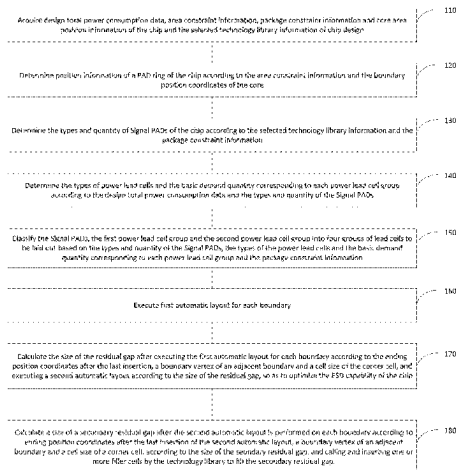 Acquire design total power consumption data, area constraint information, package constraint information and core area
position information of the chip and the selected technology library information of chip design
110
Determine position information of a PAD ring of the chip according to the area constraint information and the boundary
position coordinates of the core
120
Determine the types and quantity of Signal PADs of the chip according to the selected technology library information and the
package constraint information
130
Determine the types of power lead cells and the basic demand quantity corresponding to each power lead cell group
according to the design total power consumption data and the types and quantity of the Signal PADs
140
Classify the Signal PADs, the first power lead cell group and the second power lead cell group into four groups of lead cells to
be laid out based on the types and quantity of the Signal PADs, the types of the power lead cells and the basic demand
quantity corresponding to each power lead cell group and the package constraint information
150
Execute first automatic layout for each boundary
160
Calculate the size of the residual gap after executing the first automatic layout for each boundary according to the ending
position coordinates after the last insertion, a boundary vertex of an adjacent boundary and a cell size of the corner cell, and
executing a second automatic layout according to the size of the residual gap, so as to optimize the ESD capability of the chip
170
Calculate a size of a secondary residual gap after the second automatic layout is performed on each boundary according to
ending position coordinates after the last insertion of the second automatic layout, a boundary vertex of an adjacent
boundary and a cell size of a corner cell, according to the size of the secondary residual gap, and calling and inserting one or
more filler cells by the technology library to fill the secondary residual gap.
180